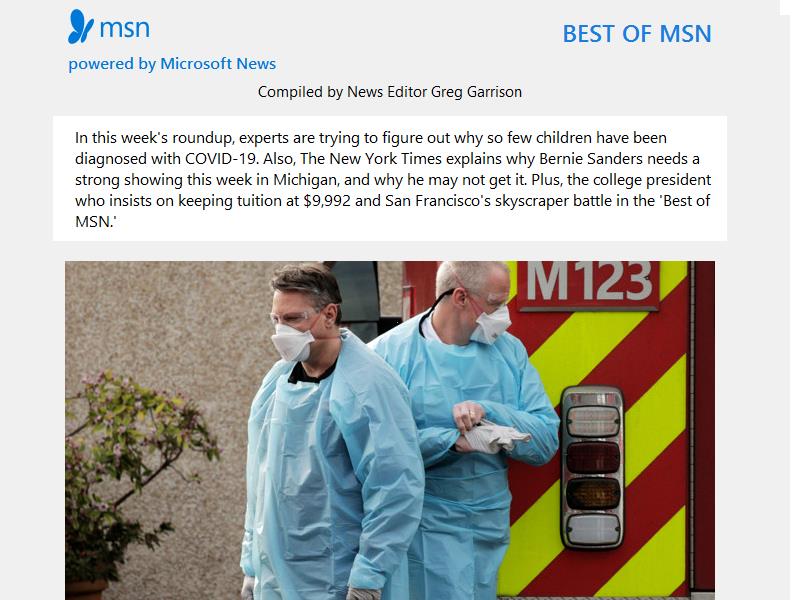 msn
BEST OF MSN
powered by Microsoft News
Compiled by News Editor Greg Garrison
In this week's roundup, experts are trying to figure out why so few children have been
diagnosed with COVID-19. Also, The New York Times explains why Bernie Sanders needs a
strong showing this week in Michigan, and why he may not get it. Plus, the college president
who insists on keeping tuition at $9,992 and San Francisco's skyscraper battle in the 'Best of
MSN.'
M123